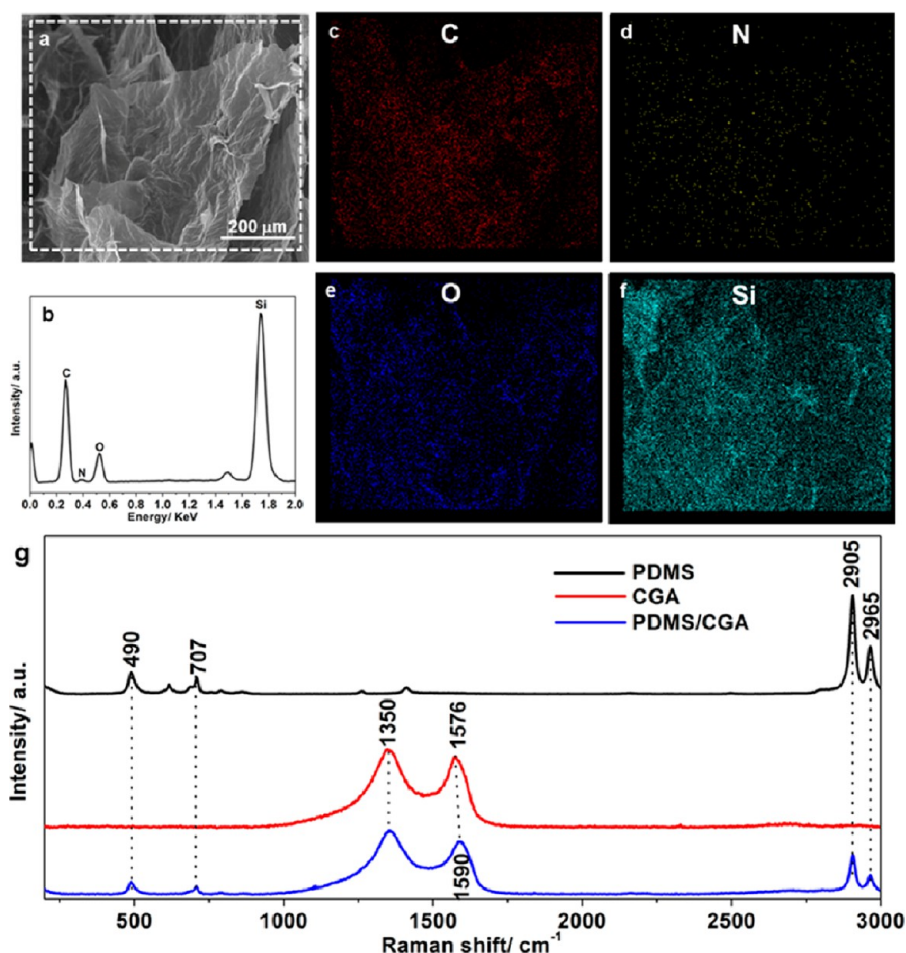 a
200 μm
c
C
d
N
b
Si
C
O
N
Intensity/ a.u.
0.0 0.2 0.4 0.6 0.8 1.0 1.2 1.4 1.6 1.8 2.0
Energy/ KeV
e
O
f
Si
g
PDMS
CGA
PDMS/CGA
490
707
1350
1576
1590
2905
2965
Intensity/ a.u.
500 1000 1500 2000 2500 3000
Raman shift/ cm⁻¹